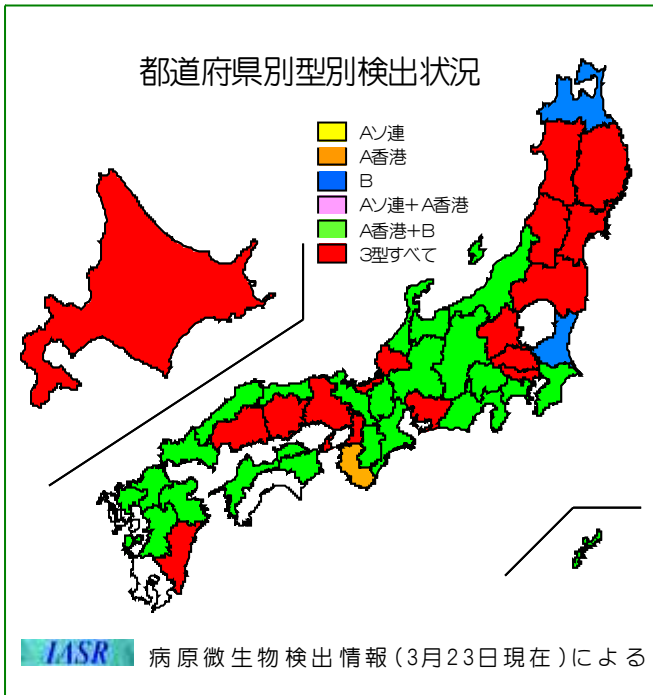 都道府県別型別検出状況
Aソ連
A香港
B
Aソ連＋A香港
A香港＋B
3型すべて
IASR 病原微生物検出情報(3月23日現在)による